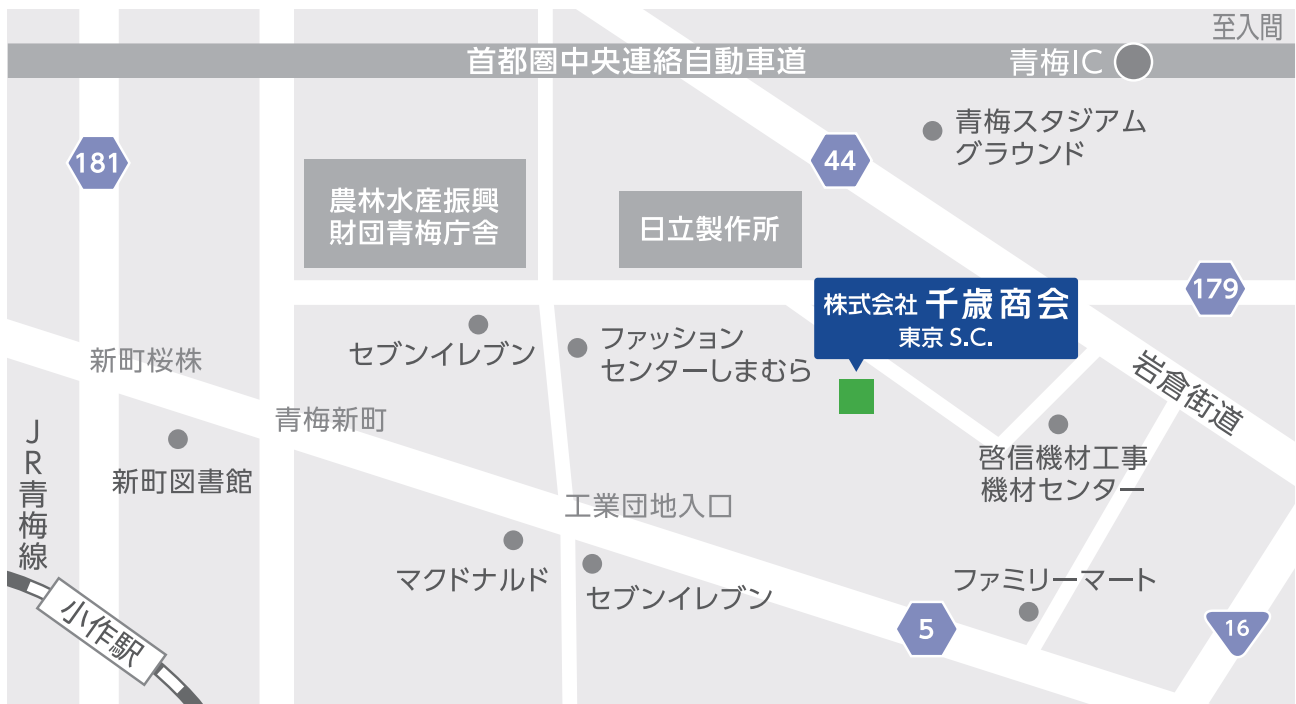 至入間
首都圏中央連絡自動車道
青梅IC
青梅スタジアム
グラウンド
181
44
農林水産振興
財団青梅庁舎
日立製作所
179
株式会社 千歳商会
東京 S.C.
セブンイレブン
ファッション
センターしまむら
新町桜株
岩倉街道
青梅新町
JR青梅線
新町図書館
啓信機材工事
機材センター
工業団地入口
マクドナルド
セブンイレブン
ファミリーマート
小作駅
5
16